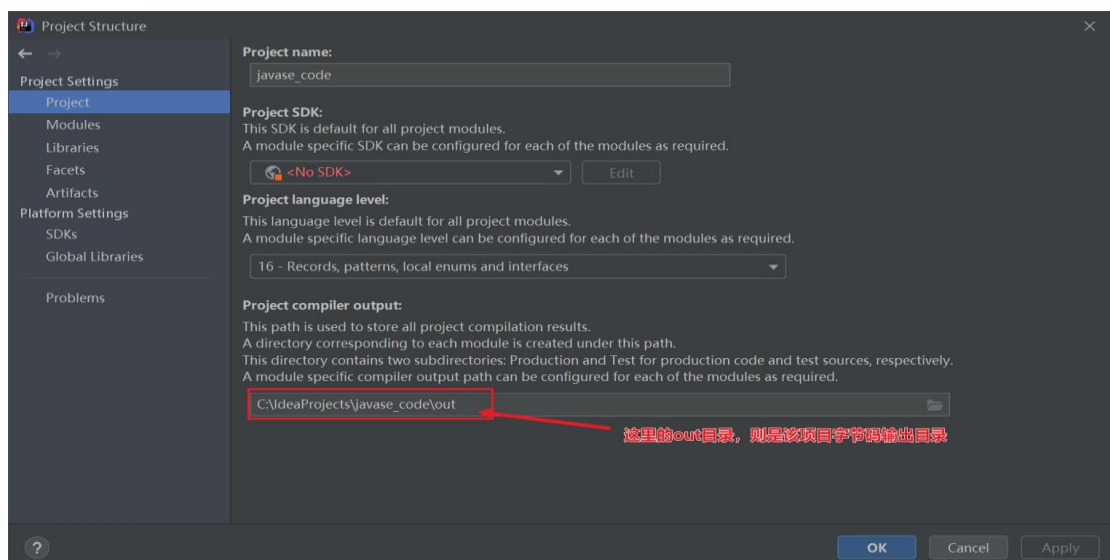 Project Structure
Project Settings
Project
Modules
Libraries
Facets
Artifacts
Platform Settings
SDKs
Global Libraries
Problems
Project name:
javase_code
Project SDK:
This SDK is default for all project modules.
A module specific SDK can be configured for each of the modules as required.
<No SDK>
Edit
Project language level:
This language level is default for all project modules.
A module specific language level can be configured for each of the modules as required.
16 - Records, patterns, local enums and interfaces
Project compiler output:
This path is used to store all project compilation results.
A directory corresponding to each module is created under this path.
This directory contains two subdirectories: Production and Test for production code and test sources, respectively.
A module specific compiler output path can be configured for each of the modules as required.
C:\IdeaProjects\javase_code\out
这里的out目录，则是该项目字节码输出目录
?
OK
Cancel
Apply